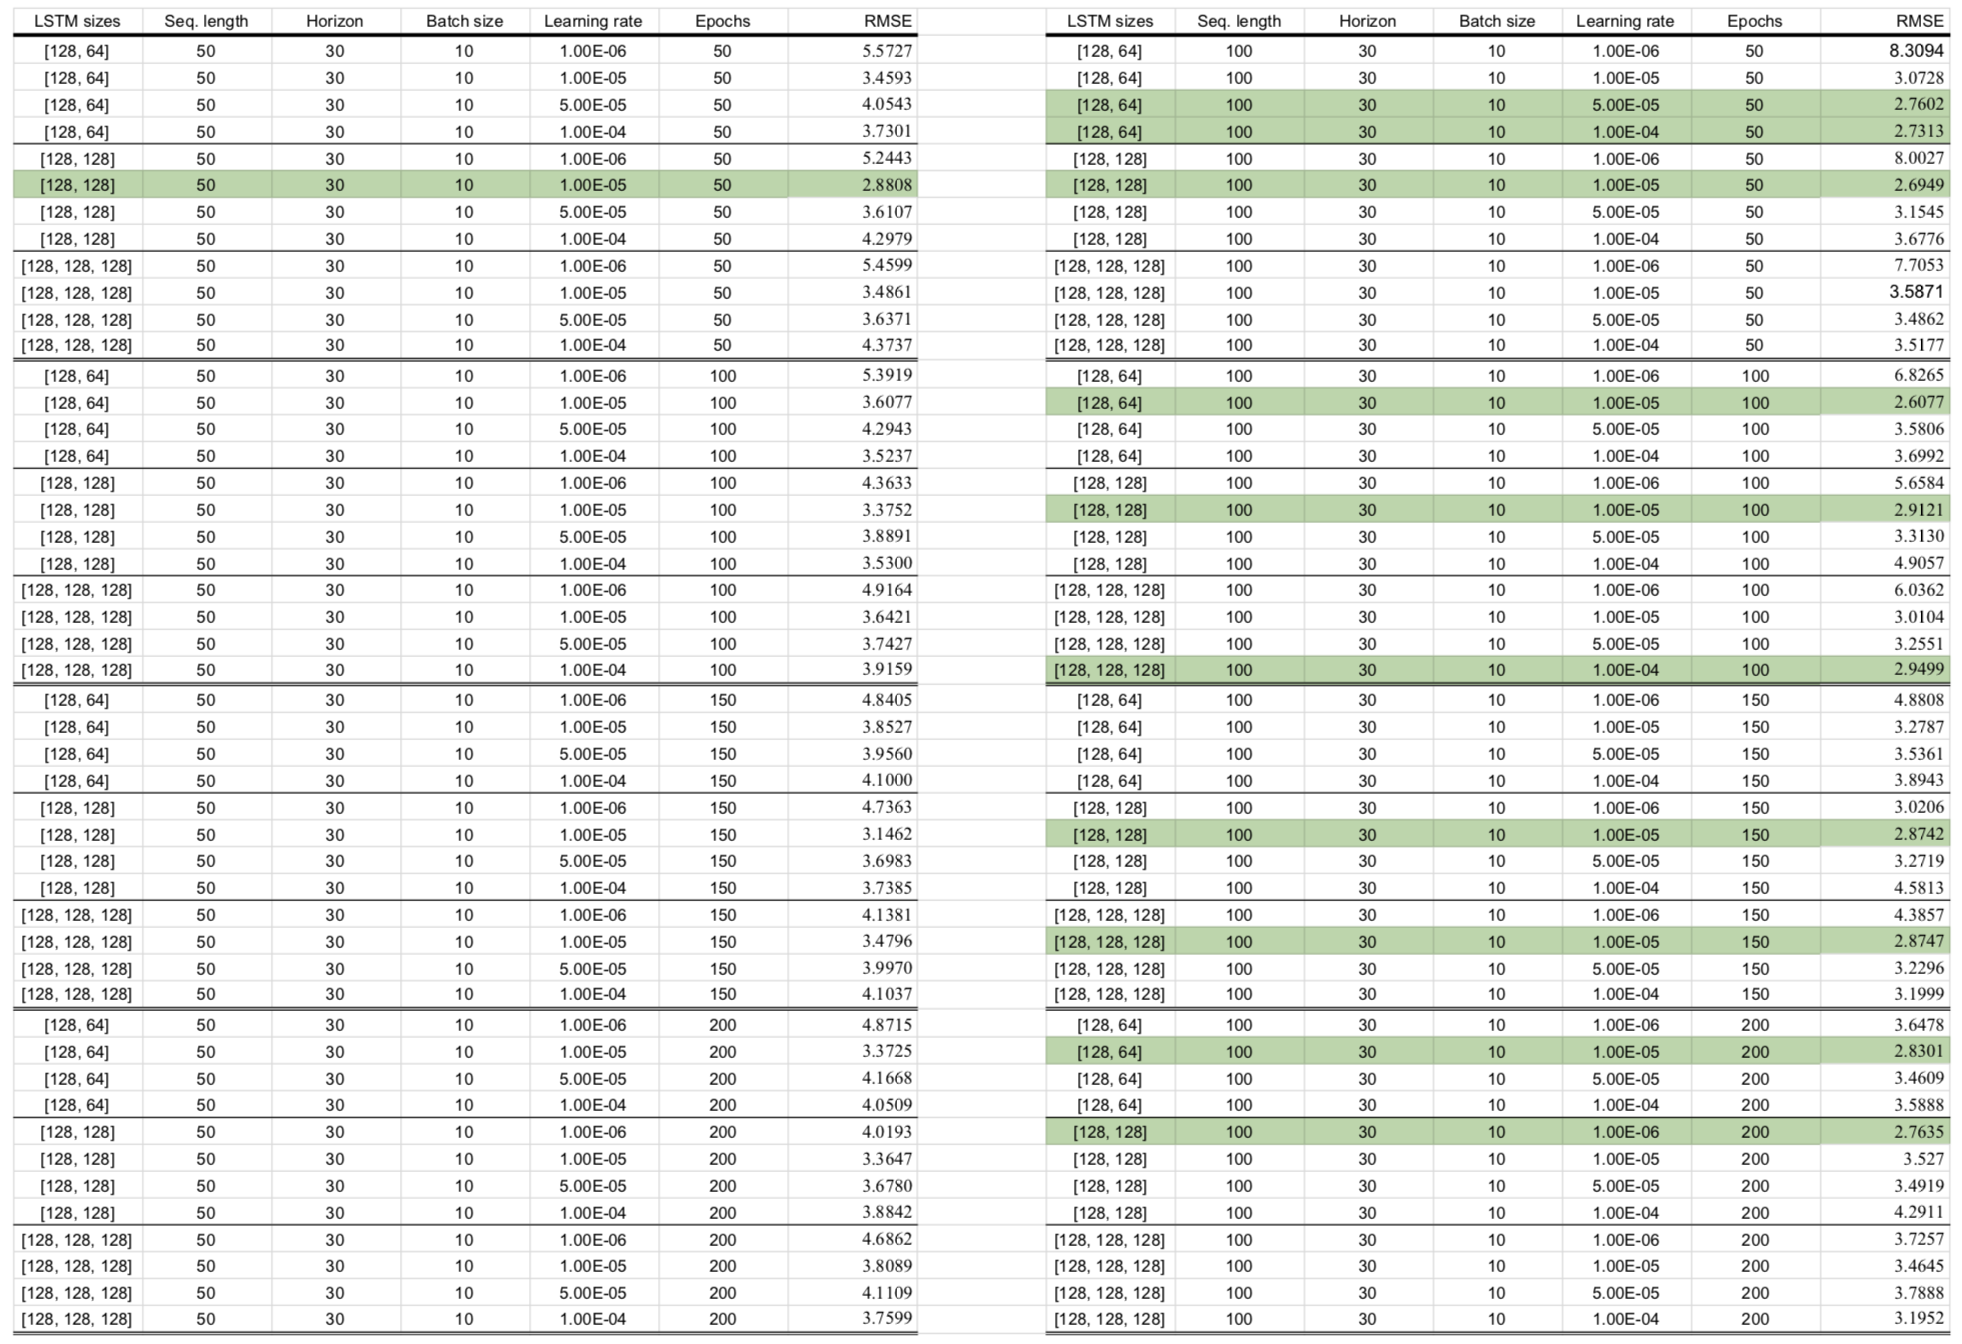 LSTM sizes Seq. length Horizon Batch size Learning rate Epochs RMSE LSTM sizes Seq. length Horizon Batch size Learning rate Epochs RMSE
[128, 64] 50 30 10 1.00E-06 50 5.5727 [128, 64] 100 30 10 1.00E-06 50 8.3094
[128, 64] 50 30 10 1.00E-05 50 3.4593 [128, 64] 100 30 10 1.00E-05 50 3.0728
[128, 64] 50 30 10 5.00E-05 50 4.0543 [128, 64] 100 30 10 5.00E-05 50 2.7602
[128, 64] 50 30 10 1.00E-04 50 3.7301 [128, 64] 100 30 10 1.00E-04 50 2.7313
[128, 128] 50 30 10 1.00E-06 50 5.2443 [128, 128] 100 30 10 1.00E-06 50 8.0027
[128, 128] 50 30 10 1.00E-05 50 2.8808 [128, 128] 100 30 10 1.00E-05 50 2.6949
[128, 128] 50 30 10 5.00E-05 50 3.6107 [128, 128] 100 30 10 5.00E-05 50 3.1545
[128, 128] 50 30 10 1.00E-04 50 4.2979 [128, 128] 100 30 10 1.00E-04 50 3.6776
[128, 128, 128] 50 30 10 1.00E-06 50 5.4599 [128, 128, 128] 100 30 10 1.00E-06 50 7.7053
[128, 128, 128] 50 30 10 1.00E-05 50 3.4861 [128, 128, 128] 100 30 10 1.00E-05 50 3.5871
[128, 128, 128] 50 30 10 5.00E-05 50 3.6371 [128, 128, 128] 100 30 10 5.00E-05 50 3.4862
[128, 128, 128] 50 30 10 1.00E-04 50 4.3737 [128, 128, 128] 100 30 10 1.00E-04 50 3.5177
[128, 64] 50 30 10 1.00E-06 100 5.3919 [128, 64] 100 30 10 1.00E-06 100 6.8265
[128, 64] 50 30 10 1.00E-05 100 3.6077 [128, 64] 100 30 10 1.00E-05 100 2.6077
[128, 64] 50 30 10 5.00E-05 100 4.2943 [128, 64] 100 30 10 5.00E-05 100 3.5806
[128, 64] 50 30 10 1.00E-04 100 3.5237 [128, 64] 100 30 10 1.00E-04 100 3.6992
[128, 128] 50 30 10 1.00E-06 100 4.3633 [128, 128] 100 30 10 1.00E-06 100 5.6584
[128, 128] 50 30 10 1.00E-05 100 3.3752 [128, 128] 100 30 10 1.00E-05 100 2.9121
[128, 128] 50 30 10 5.00E-05 100 3.8891 [128, 128] 100 30 10 5.00E-05 100 3.3130
[128, 128] 50 30 10 1.00E-04 100 3.5300 [128, 128] 100 30 10 1.00E-04 100 4.9057
[128, 128, 128] 50 30 10 1.00E-06 100 4.9164 [128, 128, 128] 100 30 10 1.00E-06 100 6.0362
[128, 128, 128] 50 30 10 1.00E-05 100 3.6421 [128, 128, 128] 100 30 10 1.00E-05 100 3.0104
[128, 128, 128] 50 30 10 5.00E-05 100 3.7427 [128, 128, 128] 100 30 10 5.00E-05 100 3.2551
[128, 128, 128] 50 30 10 1.00E-04 100 3.9159 [128, 128, 128] 100 30 10 1.00E-04 100 2.9499
[128, 64] 50 30 10 1.00E-06 150 4.8405 [128, 64] 100 30 10 1.00E-06 150 4.8808
[128, 64] 50 30 10 1.00E-05 150 3.8527 [128, 64] 100 30 10 1.00E-05 150 3.2787
[128, 64] 50 30 10 5.00E-05 150 3.9560 [128, 64] 100 30 10 5.00E-05 150 3.5361
[128, 64] 50 30 10 1.00E-04 150 4.1000 [128, 64] 100 30 10 1.00E-04 150 3.8943
[128, 128] 50 30 10 1.00E-06 150 4.7363 [128, 128] 100 30 10 1.00E-06 150 3.0206
[128, 128] 50 30 10 1.00E-05 150 3.1462 [128, 128] 100 30 10 1.00E-05 150 2.8742
[128, 128] 50 30 10 5.00E-05 150 3.6983 [128, 128] 100 30 10 5.00E-05 150 3.2719
[128, 128] 50 30 10 1.00E-04 150 3.7385 [128, 128] 100 30 10 1.00E-04 150 4.5813
[128, 128, 128] 50 30 10 1.00E-06 150 4.1381 [128, 128, 128] 100 30 10 1.00E-06 150 4.3857
[128, 128, 128] 50 30 10 1.00E-05 150 3.4796 [128, 128, 128] 100 30 10 1.00E-05 150 2.8747
[128, 128, 128] 50 30 10 5.00E-05 150 3.9970 [128, 128, 128] 100 30 10 5.00E-05 150 3.2296
[128, 128, 128] 50 30 10 1.00E-04 150 4.1037 [128, 128, 128] 100 30 10 1.00E-04 150 3.1999
[128, 64] 50 30 10 1.00E-06 200 4.8715 [128, 64] 100 30 10 1.00E-06 200 3.6478
[128, 64] 50 30 10 1.00E-05 200 3.3725 [128, 64] 100 30 10 1.00E-05 200 2.8301
[128, 64] 50 30 10 5.00E-05 200 4.1668 [128, 64] 100 30 10 5.00E-05 200 3.4609
[128, 64] 50 30 10 1.00E-04 200 4.0509 [128, 64] 100 30 10 1.00E-04 200 3.5888
[128, 128] 50 30 10 1.00E-06 200 4.0193 [128, 128] 100 30 10 1.00E-06 200 2.7635
[128, 128] 50 30 10 1.00E-05 200 3.3647 [128, 128] 100 30 10 1.00E-05 200 3.527
[128, 128] 50 30 10 5.00E-05 200 3.6780 [128, 128] 100 30 10 5.00E-05 200 3.4919
[128, 128] 50 30 10 1.00E-04 200 3.8842 [128, 128] 100 30 10 1.00E-04 200 4.2911
[128, 128, 128] 50 30 10 1.00E-06 200 4.6862 [128, 128, 128] 100 30 10 1.00E-06 200 3.7257
[128, 128, 128] 50 30 10 1.00E-05 200 3.8089 [128, 128, 128] 100 30 10 1.00E-05 200 3.4645
[128, 128, 128] 50 30 10 5.00E-05 200 4.1109 [128, 128, 128] 100 30 10 5.00E-05 200 3.7888
[128, 128, 128] 50 30 10 1.00E-04 200 3.7599 [128, 128, 128] 100 30 10 1.00E-04 200 3.1952